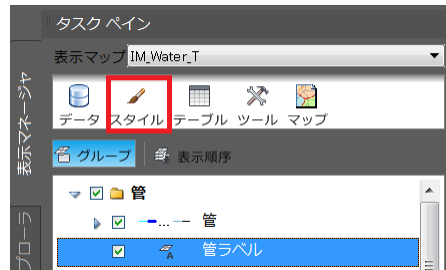 タスク ペイン
表示マップ IM_Water_T
データ スタイル テーブル ツール マップ
グループ 表示順序
管
管
管ラベル
表示マネージャ
プローラ